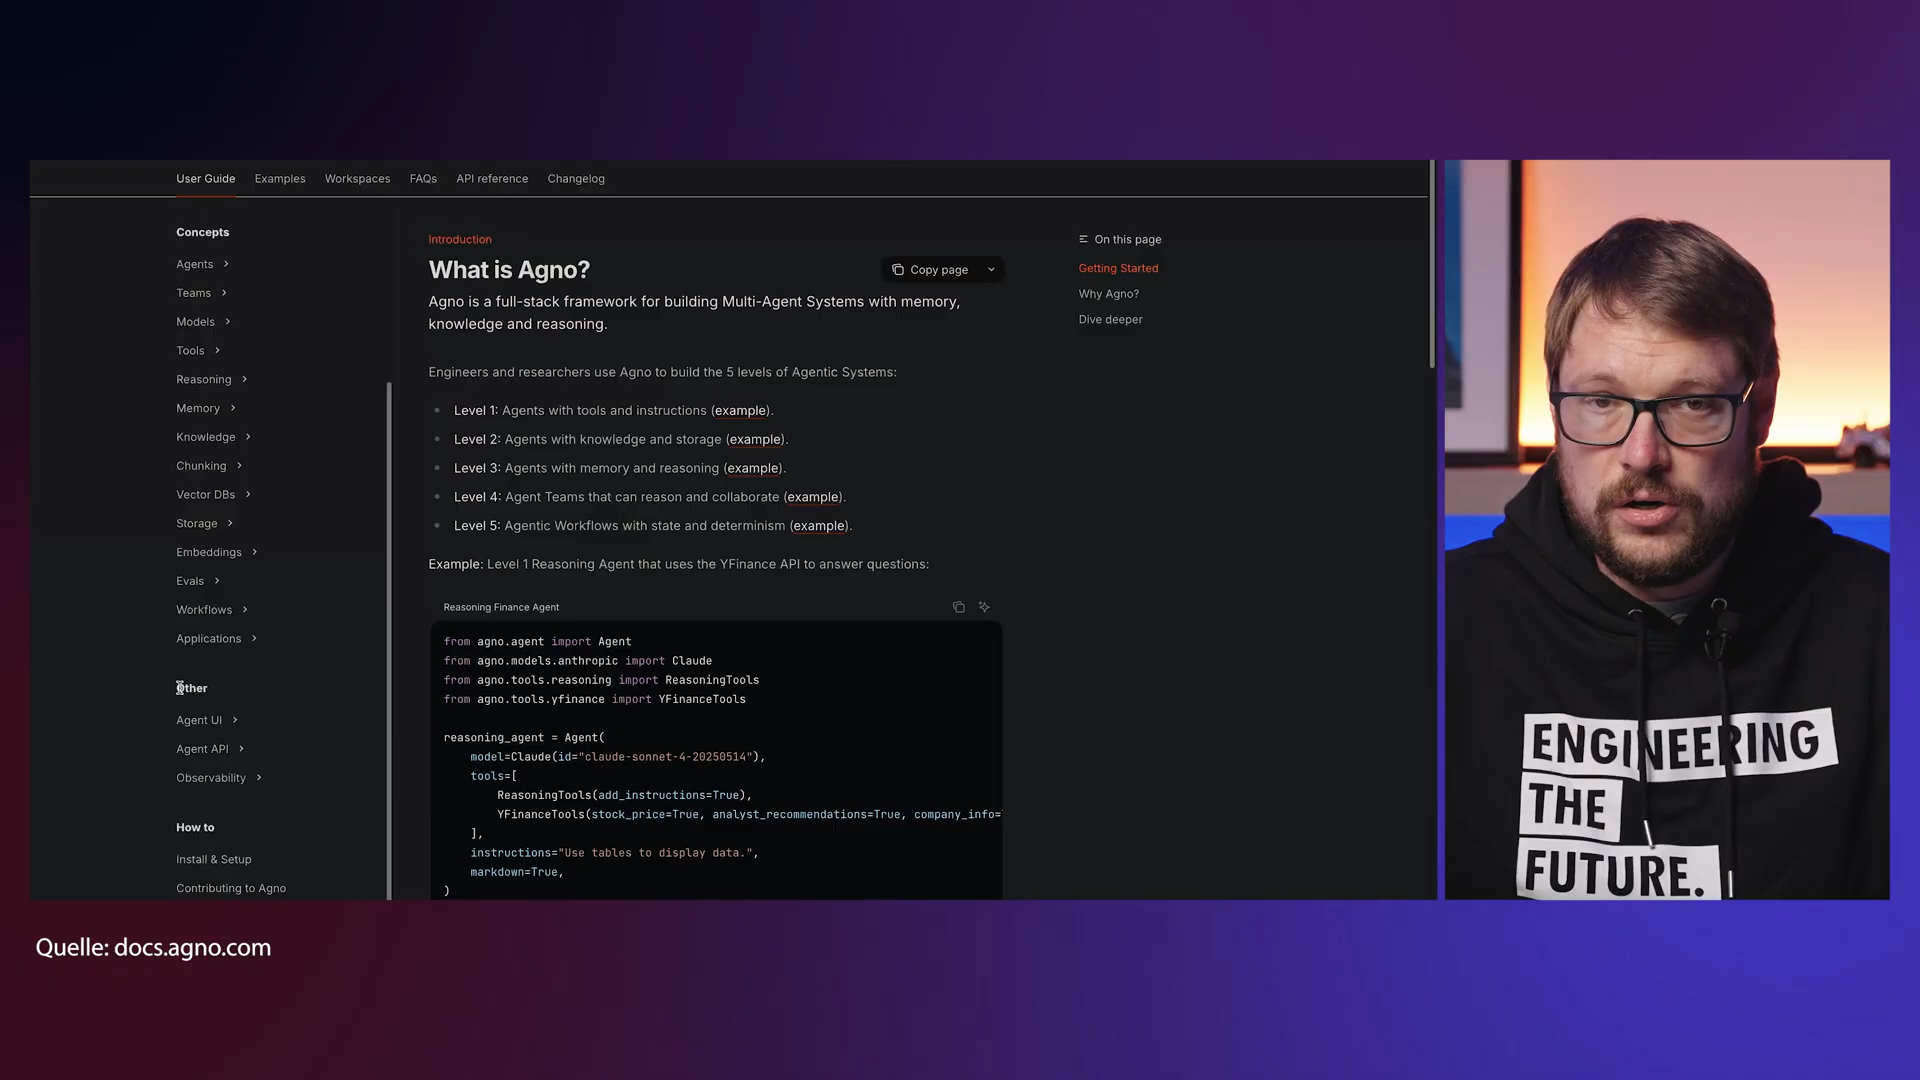 User Guide Examples Workspaces FAQs API reference Changelog
Concepts
Agents
Teams
Models
Tools
Reasoning
Memory
Knowledge
Chunking
Vector DBs
Storage
Embeddings
Evals
Workflows
Applications
Other
Agent UI
Agent API
Observability
How to
Install & Setup
Contributing to Agno
Introduction
What is Agno?
Copy page
Agno is a full-stack framework for building Multi-Agent Systems with memory,
knowledge and reasoning.
Engineers and researchers use Agno to build the 5 levels of Agentic Systems:
• Level 1: Agents with tools and instructions (example).
• Level 2: Agents with knowledge and storage (example).
• Level 3: Agents with memory and reasoning (example).
• Level 4: Agent Teams that can reason and collaborate (example).
• Level 5: Agentic Workflows with state and determinism (example).
Example: Level 1 Reasoning Agent that uses the YFinance API to answer questions:
Reasoning Finance Agent
from agno.agent import Agent
from agno.models.anthropic import Claude
from agno.tools.reasoning import ReasoningTools
from agno.tools.yfinance import YFinanceTools
reasoning_agent = Agent(
    model=Claude(id="claude-sonnet-4-20250514"),
    tools=[
        ReasoningTools(add_instructions=True),
        YFinanceTools(stock_price=True, analyst_recommendations=True, company_info=
    ],
    instructions="Use tables to display data.",
    markdown=True,
)
On this page
Getting Started
Why Agno?
Dive deeper
ENGINEERING
THE
FUTURE.
Quelle: docs.agno.com